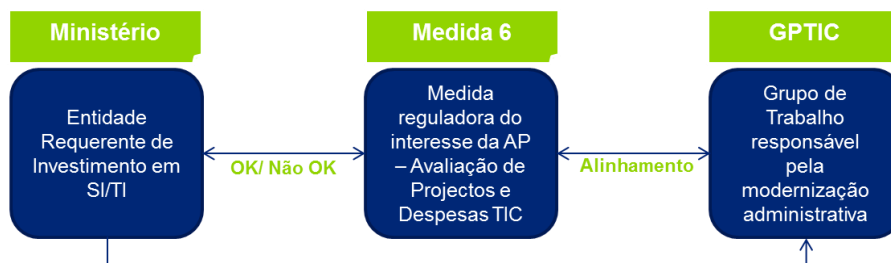 Ministério
Medida 6
GPTIC
Entidade
Requerente de
Investimento em
SI/TI
OK/ Não OK
Medida
reguladora do
interesse da AP
– Avaliação de
Projectos e
Despesas TIC
Alinhamento
Grupo de
Trabalho
responsável
pela
modernização
administrativa